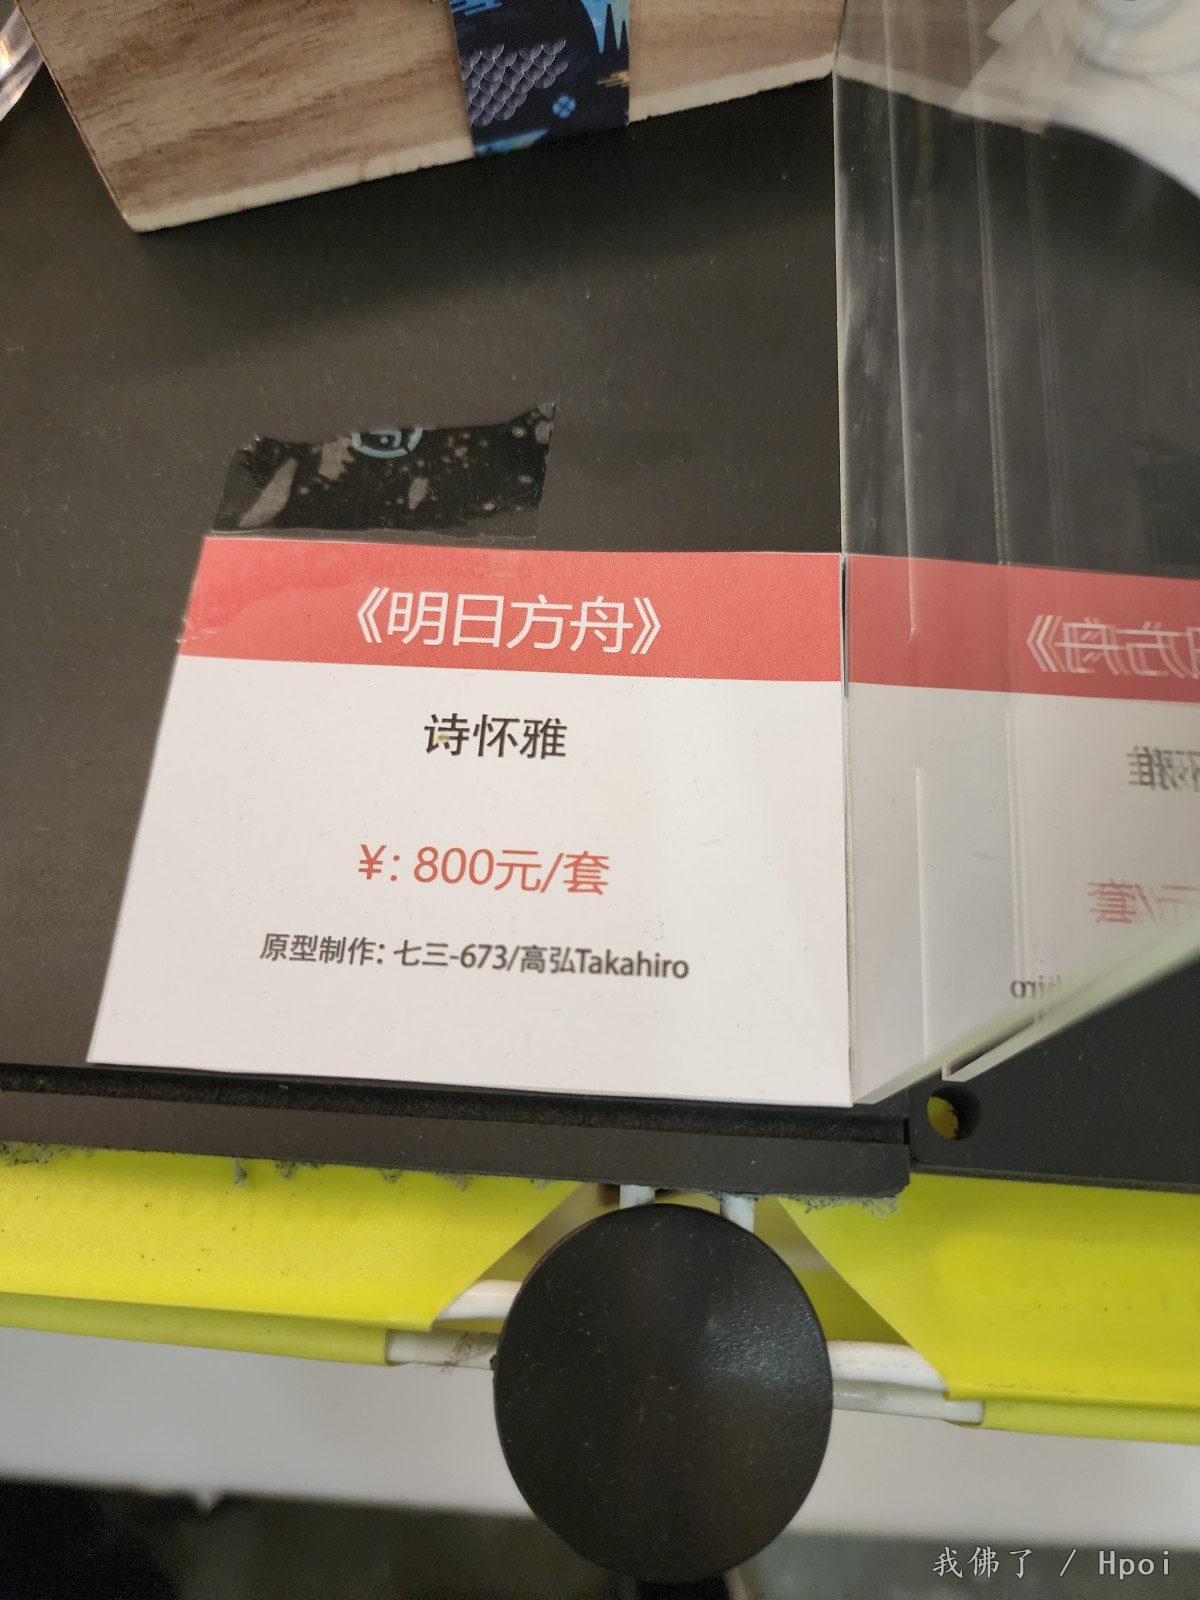 《明日方舟》
诗怀雅
¥: 800元/套
原型制作: 七三-673/高弘Takahiro
我佛了 / Hpoi